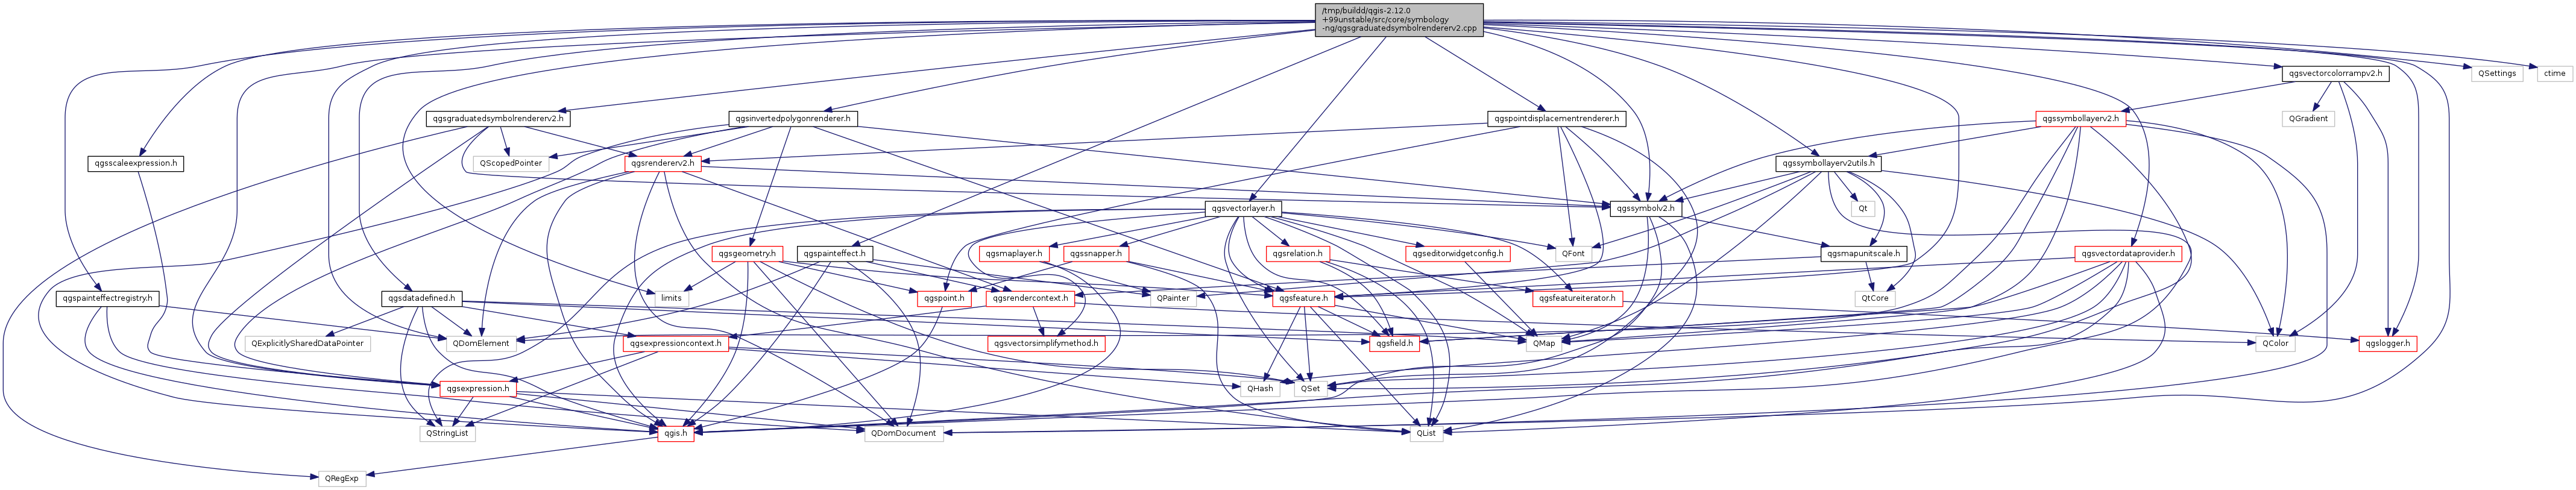 /tmp/buildd/qgis-2.12.0
+99unstable/src/core/symbology
-ng/qgsgraduatedsymbolrendererv2.cpp
qgsvectorcolorrampv2.h
QSettings
ctime
qgsgraduatedsymbolrendererv2.h
qgsinvertedpolygonrenderer.h
qgspointdisplacementrenderer.h
QGradient
qgssymbollayerv2.h
qgsscaleexpression.h
QScopedPointer
qgsrendererv2.h
qgssymbollayerv2utils.h
qgsvectorlayer.h
qgssymbolv2.h
Qt
qgsgeometry.h
qgspainteffect.h
qgsmaplayer.h
qgssnapper.h
qgsrelation.h
qgseditorwidgetconfig.h
QFont
qgsmapunitscale.h
qgsvectordataprovider.h
qgspainteffectregistry.h
qgsdatadefined.h
limits
qgspoint.h
qgsrendercontext.h
QPainter
qgsfeature.h
qgsfeatureiterator.h
QtCore
QExplicitlySharedDataPointer
QDomElement
qgsexpressioncontext.h
qgsvectorsimplifymethod.h
qgsfield.h
QMap
QColor
qgslogger.h
qgsexpression.h
QHash
QSet
QStringList
qgis.h
QDomDocument
QList
QRegExp